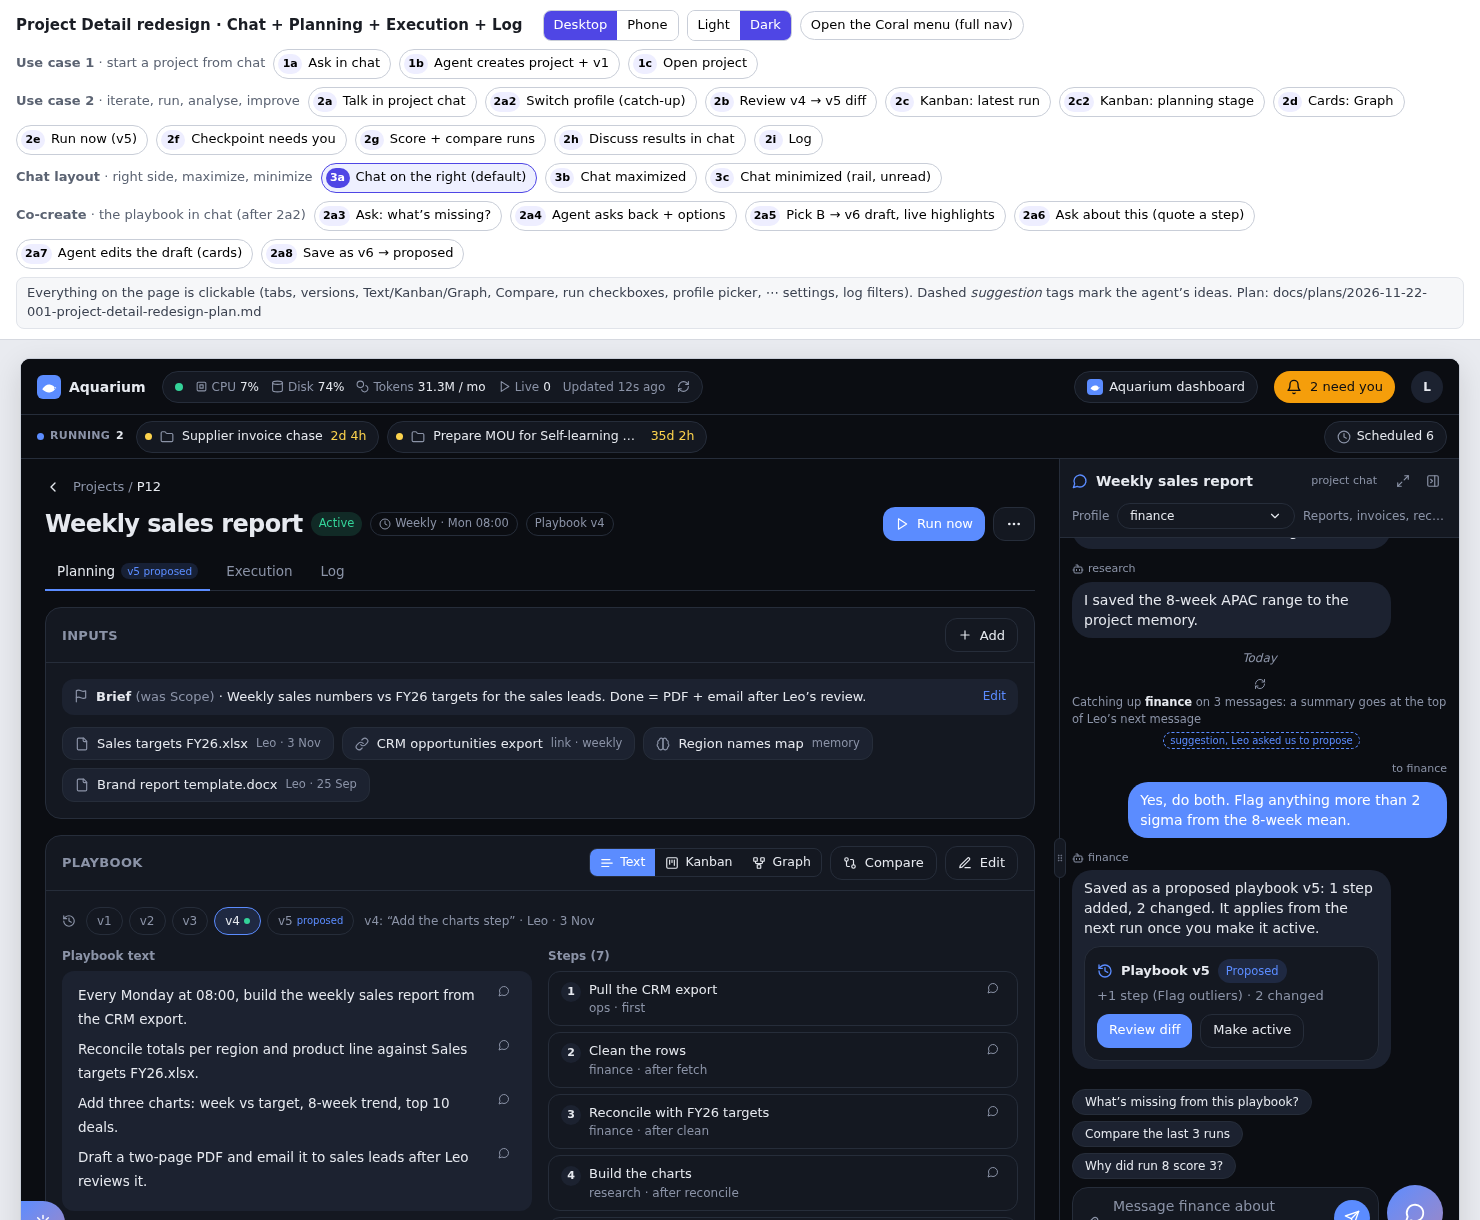 Project Detail redesign · Chat + Planning + Execution + Log Desktop Phone Light Dark Open the Coral menu (full nav)
Use case 1 · start a project from chat 1a Ask in chat 1b Agent creates project + v1 1c Open project
Use case 2 · iterate, run, analyse, improve 2a Talk in project chat 2a2 Switch profile (catch-up) 2b Review v4 → v5 diff 2c Kanban: latest run 2c2 Kanban: planning stage 2d Cards: Graph
2e Run now (v5) 2f Checkpoint needs you 2g Score + compare runs 2h Discuss results in chat 2i Log
Chat layout · right side, maximize, minimize 3a Chat on the right (default) 3b Chat maximized 3c Chat minimized (rail, unread)
Co-create · the playbook in chat (after 2a2) 2a3 Ask: what's missing? 2a4 Agent asks back + options 2a5 Pick B → v6 draft, live highlights 2a6 Ask about this (quote a step)
2a7 Agent edits the draft (cards) 2a8 Save as v6 → proposed
Everything on the page is clickable (tabs, versions, Text/Kanban/Graph, Compare, run checkboxes, profile picker, ··· settings, log filters). Dashed suggestion tags mark the agent's ideas. Plan: docs/plans/2026-11-22-
001-project-detail-redesign-plan.md
Aquarium CPU 7% Disk 74% Tokens 31.3M / mo Live 0 Updated 12s ago Aquarium dashboard 2 need you L
RUNNING 2 Supplier invoice chase 2d 4h Prepare MOU for Self-learning ... 35d 2h Scheduled 6
Projects / P12
Weekly sales report Active Weekly · Mon 08:00 Playbook v4 Run now ···
Planning v5 proposed Execution Log
INPUTS Add
Brief (was Scope) · Weekly sales numbers vs FY26 targets for the sales leads. Done = PDF + email after Leo's review. Edit
Sales targets FY26.xlsx Leo · 3 Nov CRM opportunities export link · weekly Region names map memory
Brand report template.docx Leo · 25 Sep
PLAYBOOK Text Kanban Graph Compare Edit
v1 v2 v3 v4 v5 proposed v4: “Add the charts step” · Leo · 3 Nov
Playbook text
Every Monday at 08:00, build the weekly sales report from
the CRM export.
Reconcile totals per region and product line against Sales
targets FY26.xlsx.
Add three charts: week vs target, 8-week trend, top 10
deals.
Draft a two-page PDF and email it to sales leads after Leo
reviews it.
Steps (7)
1 Pull the CRM export
ops · first
2 Clean the rows
finance · after fetch
3 Reconcile with FY26 targets
finance · after clean
4 Build the charts
research · after reconcile
Weekly sales report project chat
Profile finance Reports, invoices, rec...
research
I saved the 8-week APAC range to the
project memory.
Today
Catching up finance on 3 messages: a summary goes at the top
of Leo's next message
suggestion, Leo asked us to propose
to finance
Yes, do both. Flag anything more than 2
sigma from the 8-week mean.
finance
Saved as a proposed playbook v5: 1 step
added, 2 changed. It applies from the
next run once you make it active.
Playbook v5 Proposed
+1 step (Flag outliers) · 2 changed
Review diff Make active
What's missing from this playbook?
Compare the last 3 runs
Why did run 8 score 3?
Message finance about